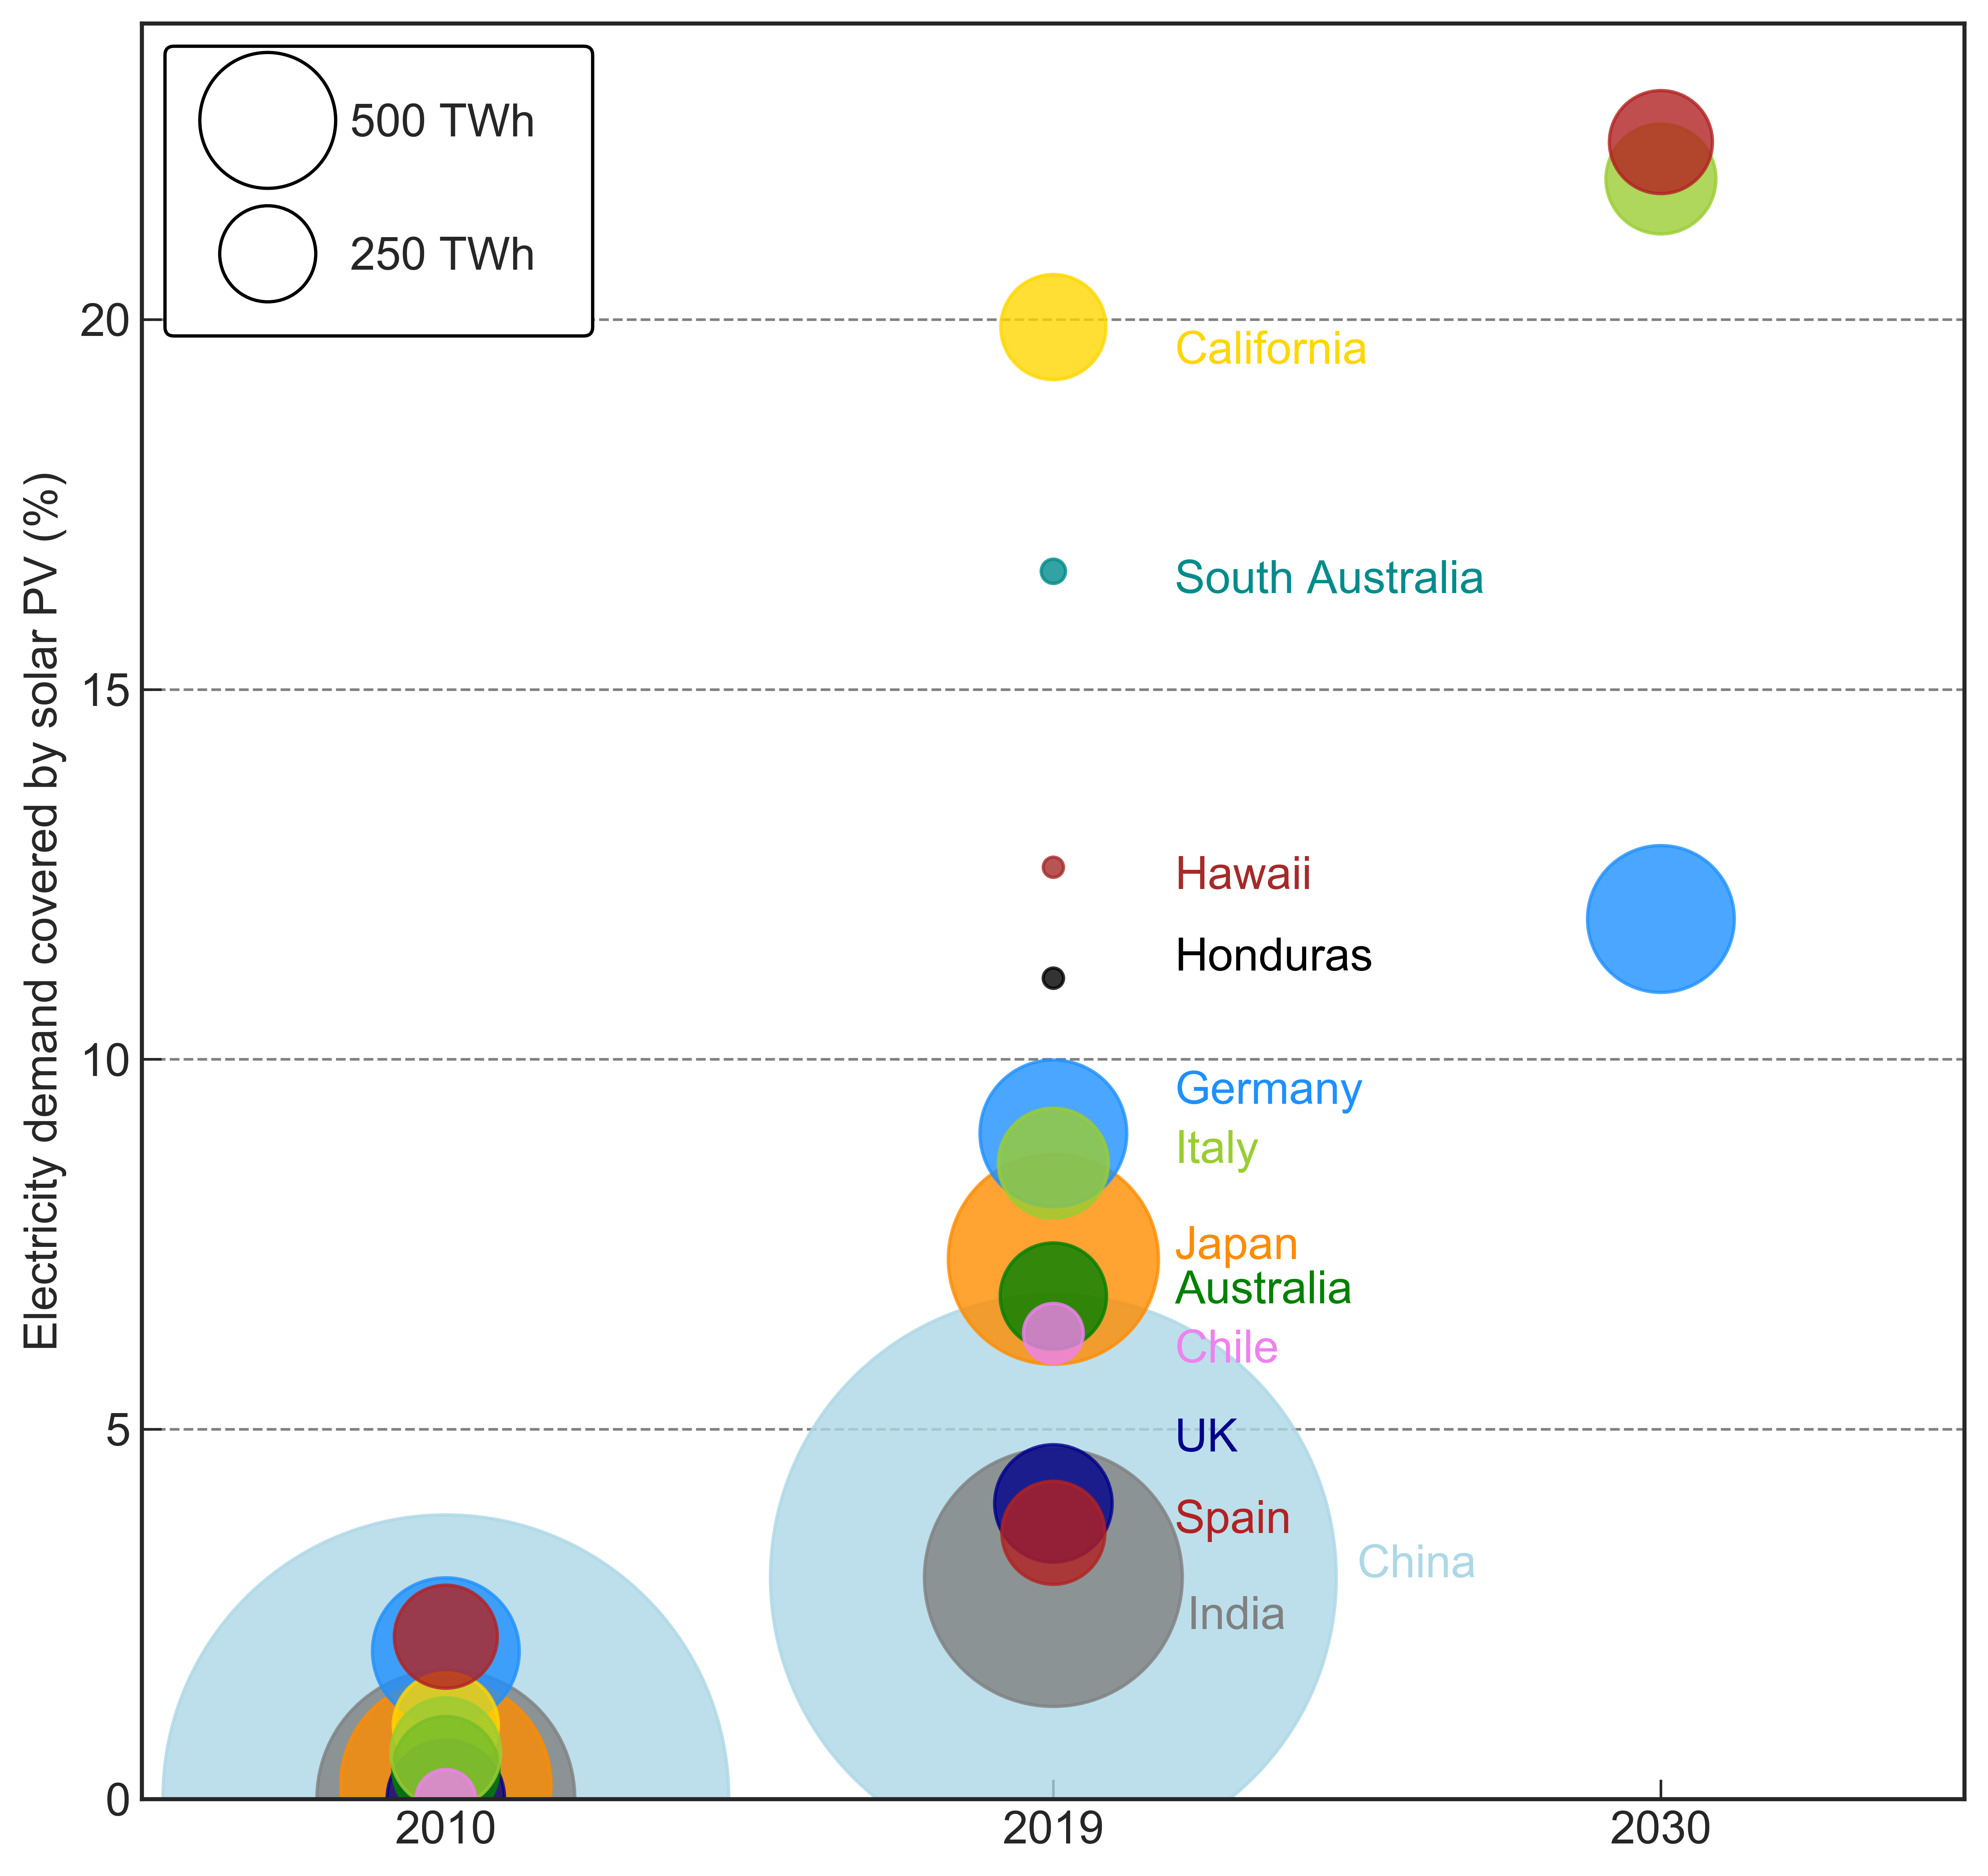 500 TWh
250 TWh
Electricity demand covered by solar PV (%)
20
15
10
5
0
California
South Australia
Hawaii
Honduras
Germany
Italy
Japan
Australia
Chile
UK
Spain
China
India
2010
2019
2030